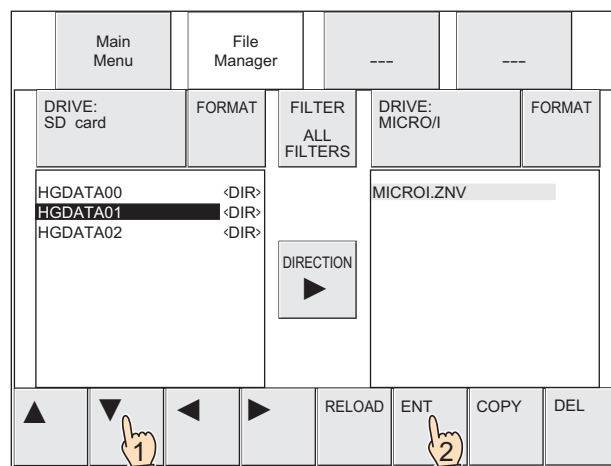 Main
Menu
File
Manager
---
---
DRIVE:
SD card
FORMAT
FILTER
ALL
FILTERS
DRIVE:
MICRO/I
FORMAT
HGDATA00 <DIR>
HGDATA01 <DIR>
HGDATA02 <DIR>
MICROI.ZNV
DIRECTION
▶
▲
▼
◀
▶
RELOAD
ENT
COPY
DEL
1
2